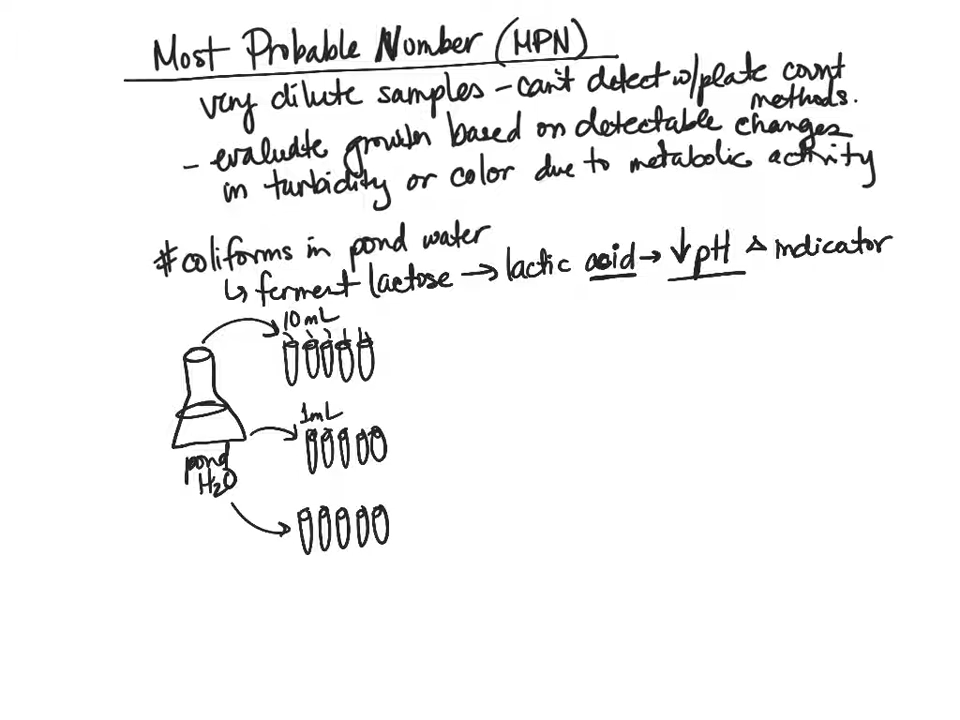 Most Probable Number (MPN)
very dilute samples - can't detect w/plate count
methods.
- evaluate growth based on detectable changes
in turbidity or color due to metabolic activity
# coliforms in pond water
↳ ferment lactose → lactic acid → ↓pH Δ indicator
10 mL
1mL
pond
H₂O